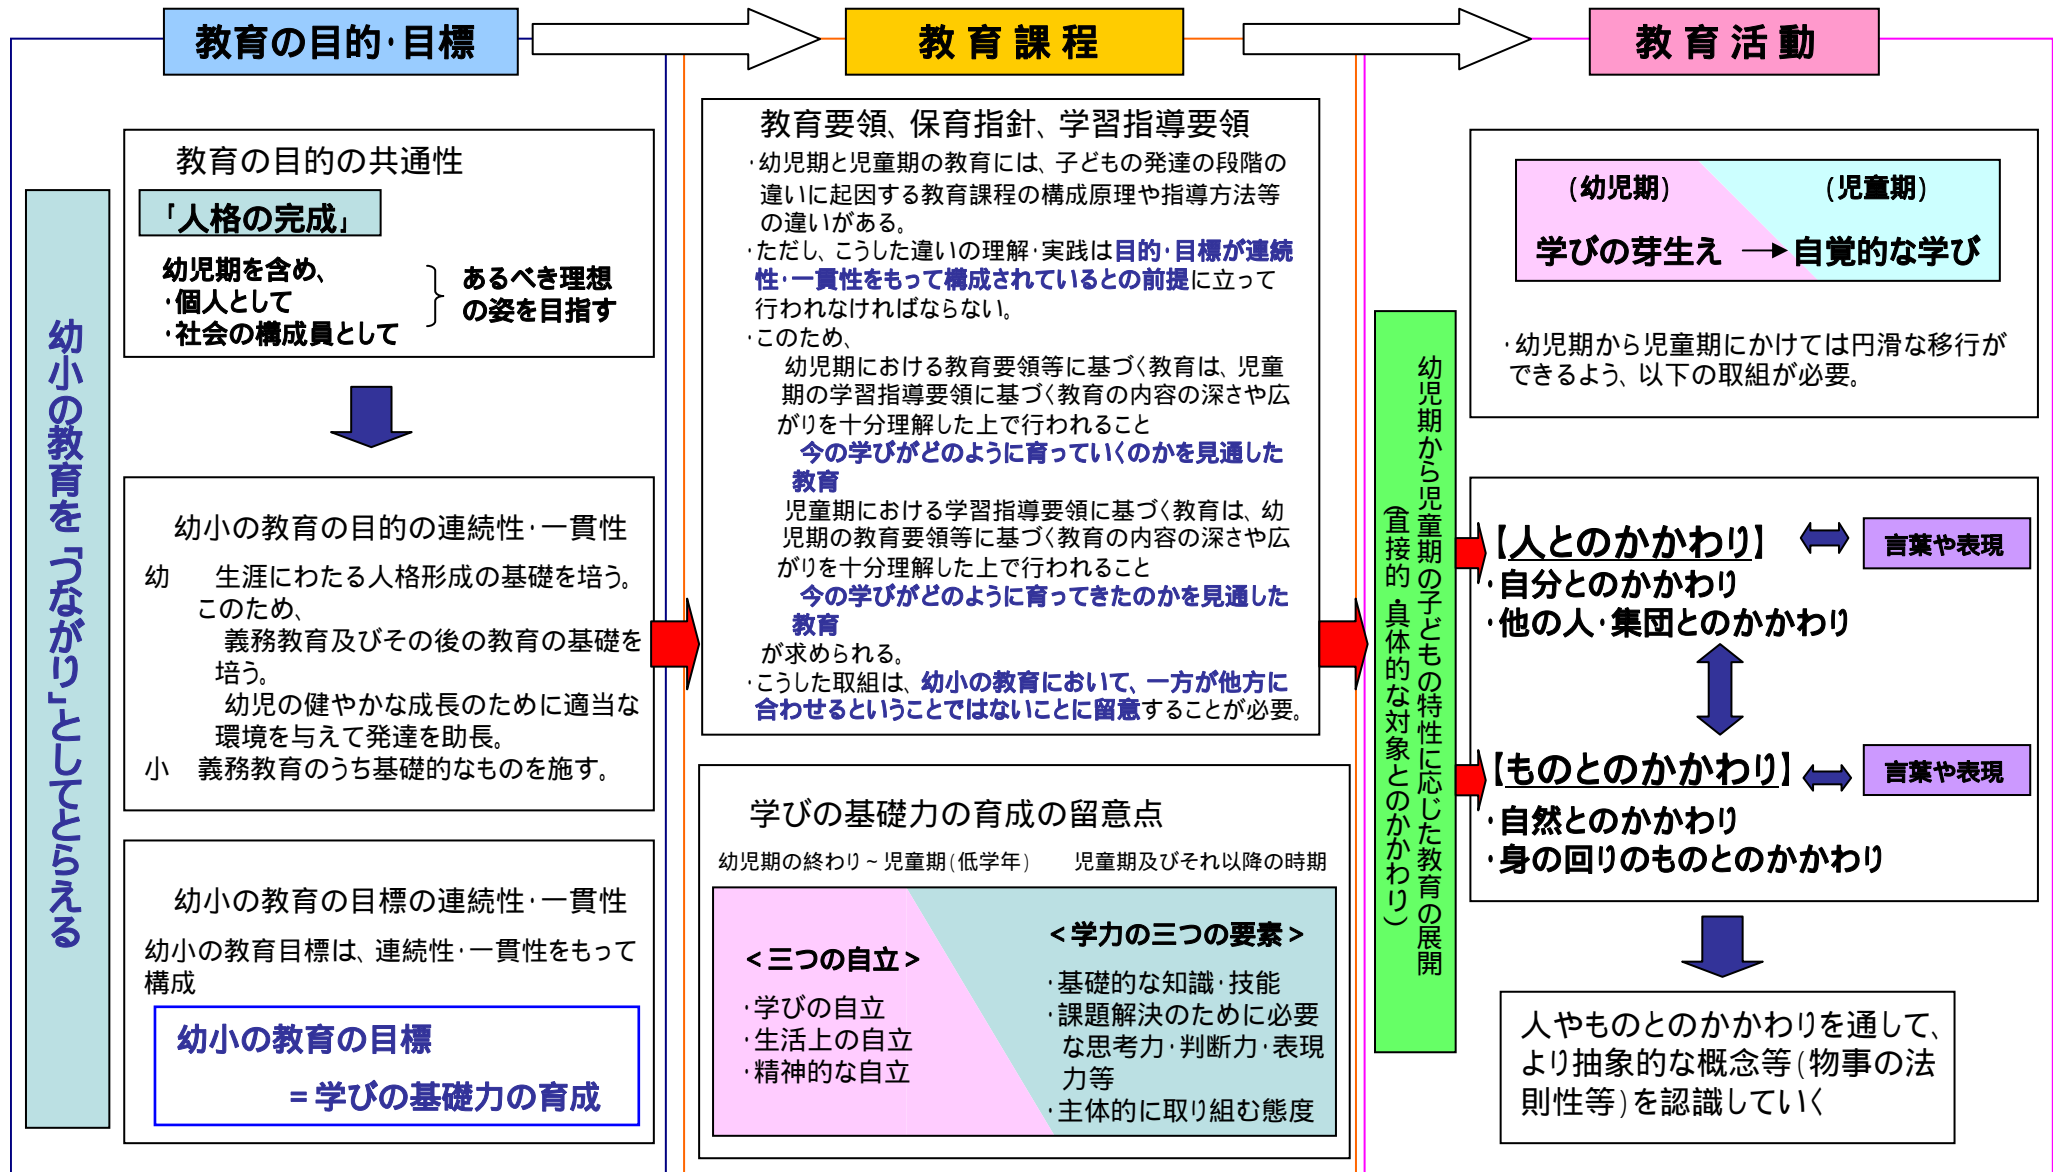 教育の目的・目標
教育課程
教育活動
幼小の教育を「つながり」としてとらえる
教育の目的の共通性
「人格の完成」
幼児期を含め、
・個人として
・社会の構成員として
あるべき理想
の姿を目指す
幼小の教育の目的の連続性・一貫性
幼　生涯にわたる人格形成の基礎を培う。
このため、
義務教育及びその後の教育の基礎を
培う。
幼児の健やかな成長のために適当な
環境を与えて発達を助長。
小　義務教育のうち基礎的なものを施す。
幼小の教育の目標の連続性・一貫性
幼小の教育目標は、連続性・一貫性をもって
構成
幼小の教育の目標
＝学びの基礎力の育成
教育要領、保育指針、学習指導要領
・幼児期と児童期の教育には、子どもの発達の段階の
違いに起因する教育課程の構成原理や指導方法等
の違いがある。
・ただし、こうした違いの理解・実践は目的・目標が連続
性・一貫性をもって構成されているとの前提に立って
行われなければならない。
・このため、
幼児期における教育要領等に基づく教育は、児童
期の学習指導要領に基づく教育の内容の深さや広
がりを十分理解した上で行われること
今の学びがどのように育っていくのかを見通した
教育
児童期における学習指導要領に基づく教育は、幼
児期の教育要領等に基づく教育の内容の深さや広
がりを十分理解した上で行われること
今の学びがどのように育ってきたのかを見通した
教育
が求められる。
・こうした取組は、幼小の教育において、一方が他方に
合わせるということではないことに留意することが必要。
学びの基礎力の育成の留意点
幼児期の終わり～児童期（低学年）
児童期及びそれ以降の時期
＜三つの自立＞
・学びの自立
・生活上の自立
・精神的な自立
＜学力の三つの要素＞
・基礎的な知識・技能
・課題解決のために必要
な思考力・判断力・表現
力等
・主体的に取り組む態度
幼児期から児童期の子どもの特性に応じた教育の展開
（直接的・具体的な対象とのかかわり）
（幼児期）
（児童期）
学びの芽生え
自覚的な学び
・幼児期から児童期にかけては円滑な移行が
できるよう、以下の取組が必要。
【人とのかかわり】
言葉や表現
・自分とのかかわり
・他の人・集団とのかかわり
【ものとのかかわり】
言葉や表現
・自然とのかかわり
・身の回りのものとのかかわり
人やものとのかかわりを通して、
より抽象的な概念等（物事の法
則性等）を認識していく